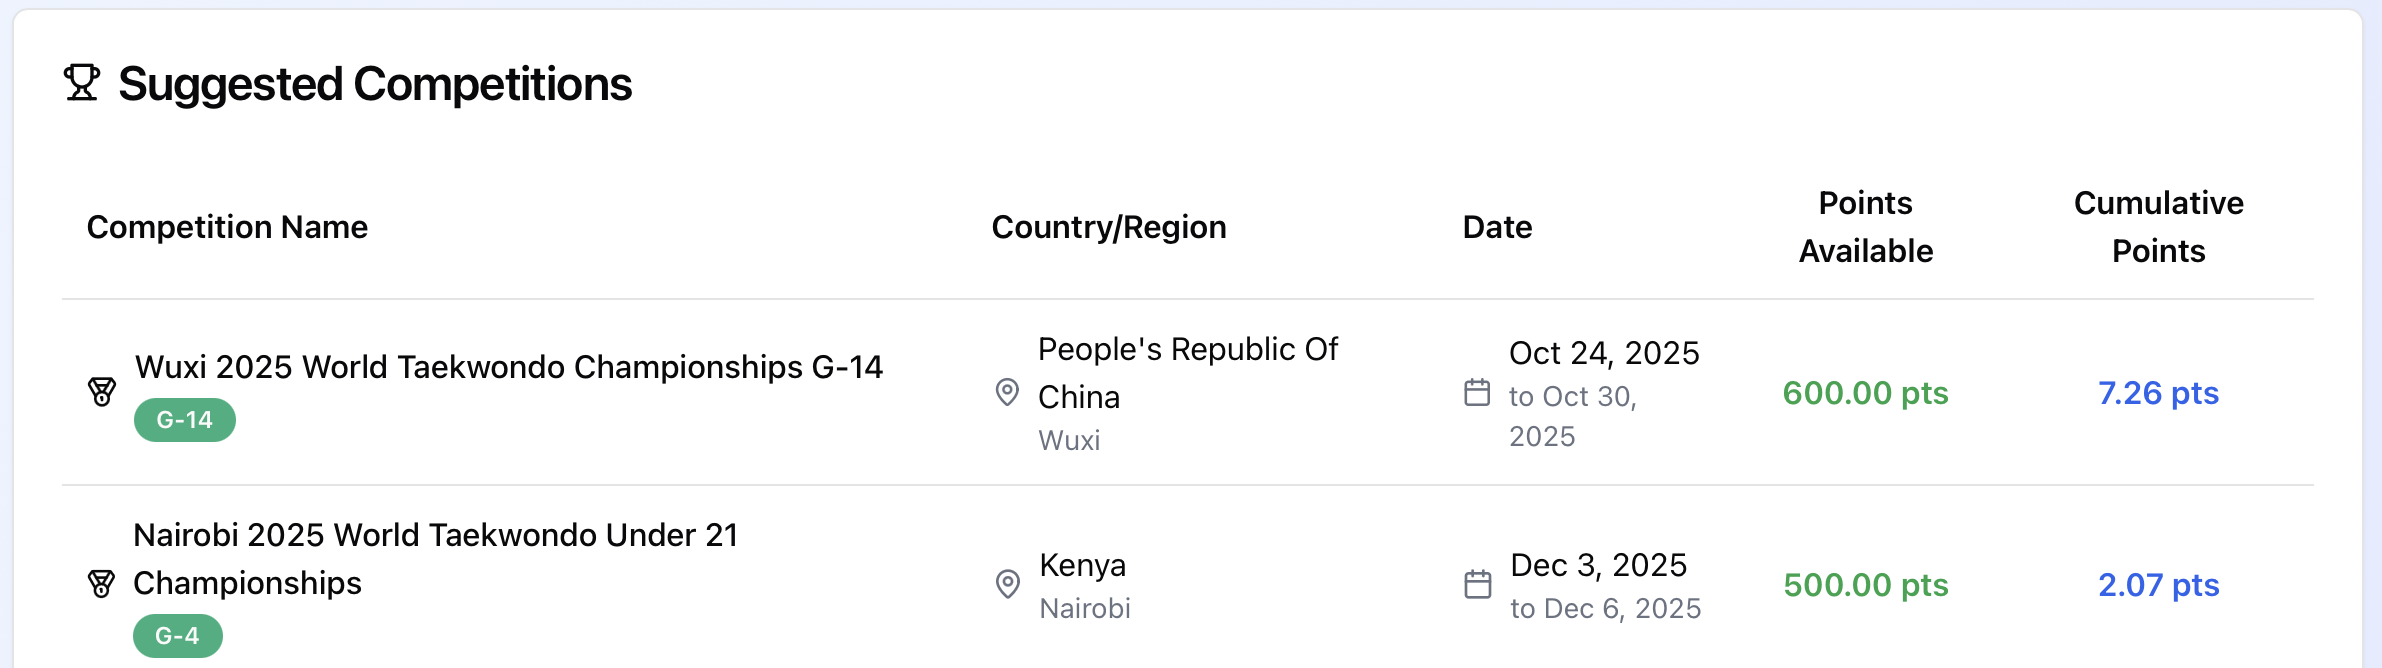 Suggested Competitions
Competition Name
Country/Region
Date
Points
Available
Cumulative
Points
Wuxi 2025 World Taekwondo Championships G-14
G-14
People's Republic Of
China
Wuxi
Oct 24, 2025
to Oct 30,
2025
600.00 pts
7.26 pts
Nairobi 2025 World Taekwondo Under 21
Championships
G-4
Kenya
Nairobi
Dec 3, 2025
to Dec 6, 2025
500.00 pts
2.07 pts